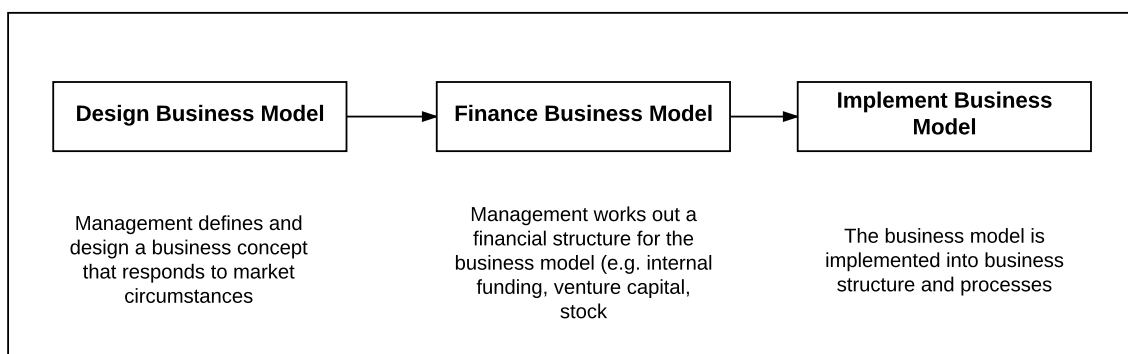 Design Business Model
Finance Business Model
Implement Business
Model
Management defines and
design a business concept
that responds to market
circumstances
Management works out a
financial structure for the
business model (e.g. internal
funding, venture capital,
stock
The business model is
implemented into business
structure and processes